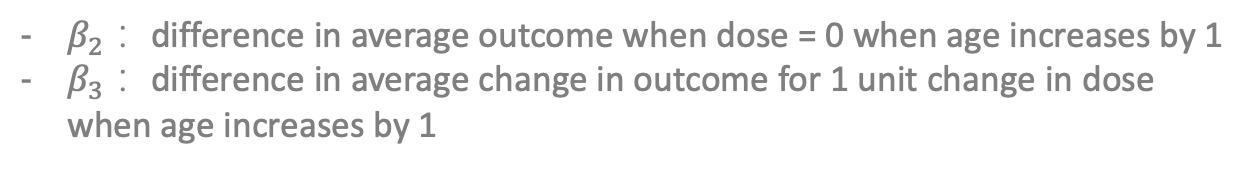 - β₂ : difference in average outcome when dose = 0 when age increases by 1
- β₃ : difference in average change in outcome for 1 unit change in dose
when age increases by 1